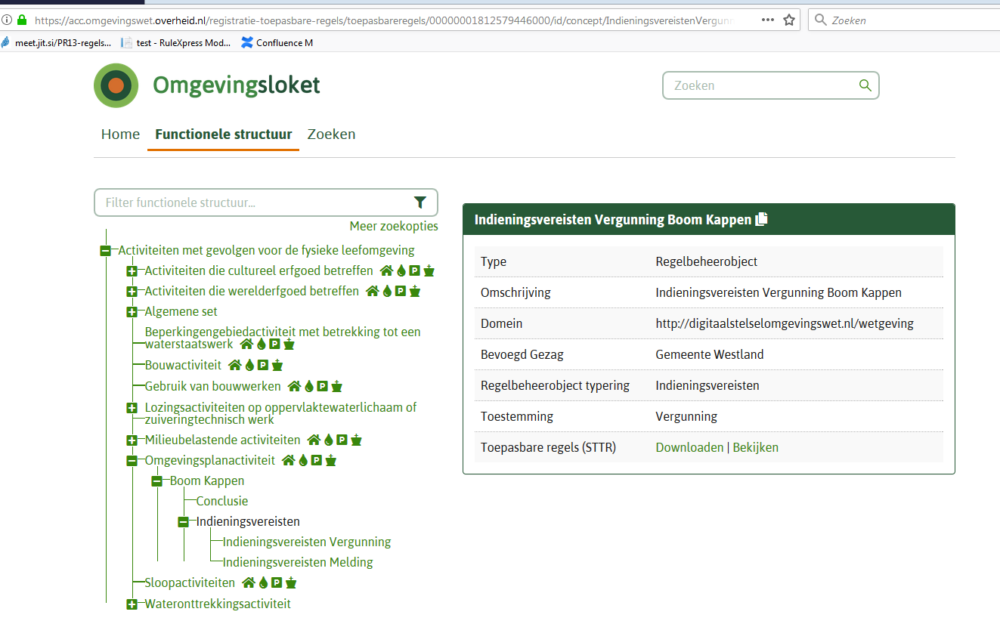 https://acc.omgevingswet.overheid.nl/registratie-toepasbare-regels/toepasbareregels/00000001812579446000/id/concept/IndieningsvereistenVergunn
Zoeken
meet.jit.si/PR13-regels...
test - RuleXpress Mod...
Confluence M
Omgevingsloket
Zoeken
Home
Functionele structuur
Zoeken
Filter functionele structuur...
Meer zoekopties
Activiteiten met gevolgen voor de fysieke leefomgeving
Activiteiten die cultureel erfgoed betreffen
Activiteiten die werelderfgoed betreffen
Algemene set
Beperkingengebiedactiviteit met betrekking tot een
waterstaatswerk
Bouwactiviteit
Gebruik van bouwwerken
Lozingsactiviteiten op oppervlaktewaterlichaam of
zuiveringtechnisch werk
Milieubelastende activiteiten
Omgevingsplanactiviteit
Boom Kappen
Conclusie
Indieningsvereisten
Indieningsvereisten Vergunning
Indieningsvereisten Melding
Sloopactiviteiten
Wateronttrekkingsactiviteit
Indieningsvereisten Vergunning Boom Kappen
Type Regelbeheerobject
Omschrijving Indieningsvereisten Vergunning Boom Kappen
Domein http://digitaalstelselomgevingswet.nl/wetgeving
Bevoegd Gezag Gemeente Westland
Regelbeheerobject typering Indieningsvereisten
Toestemming Vergunning
Toepasbare regels (STTR) Downloaden | Bekijken